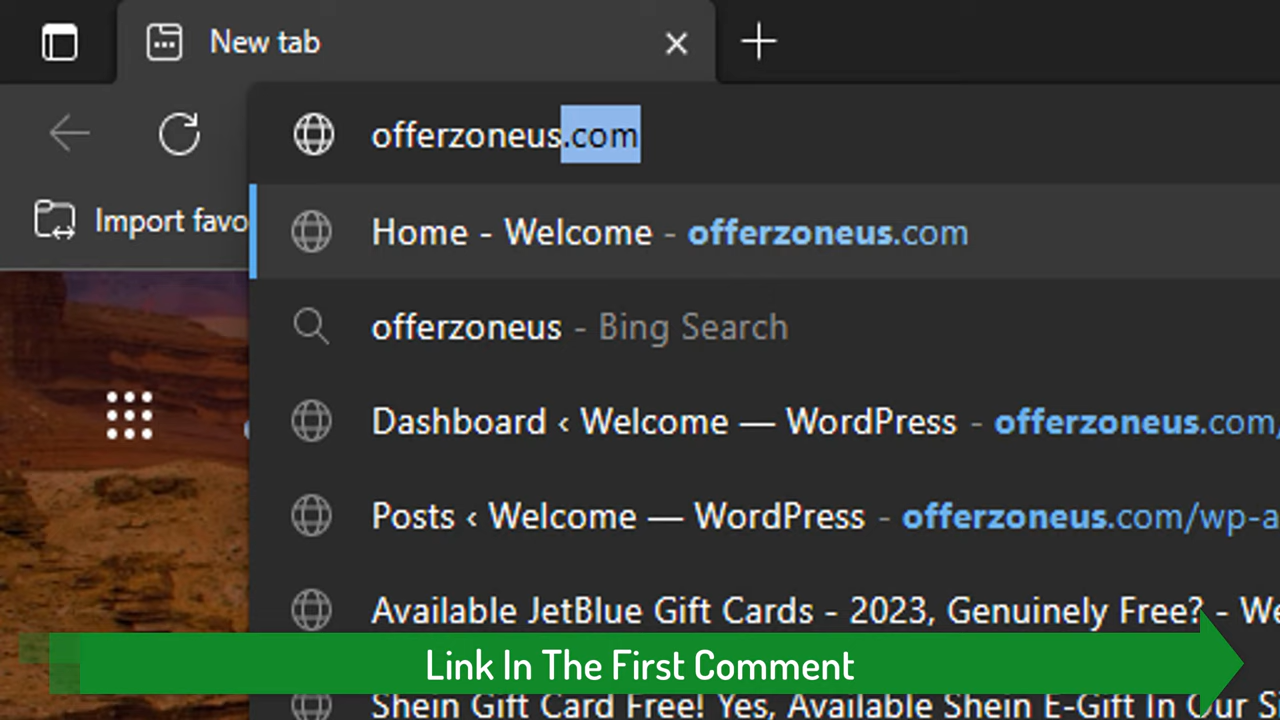 New tab
offerzoneus.com
Import favo
Home - Welcome - offerzoneus.com
offerzoneus - Bing Search
Dashboard ‹ Welcome — WordPress - offerzoneus.com/
Posts ‹ Welcome — WordPress - offerzoneus.com/wp-a
Available JetBlue Gift Cards - 2023, Genuinely Free? - We
Link In The First Comment
Shein Gift Card Free! Yes, Available Shein E-Gift In Our S